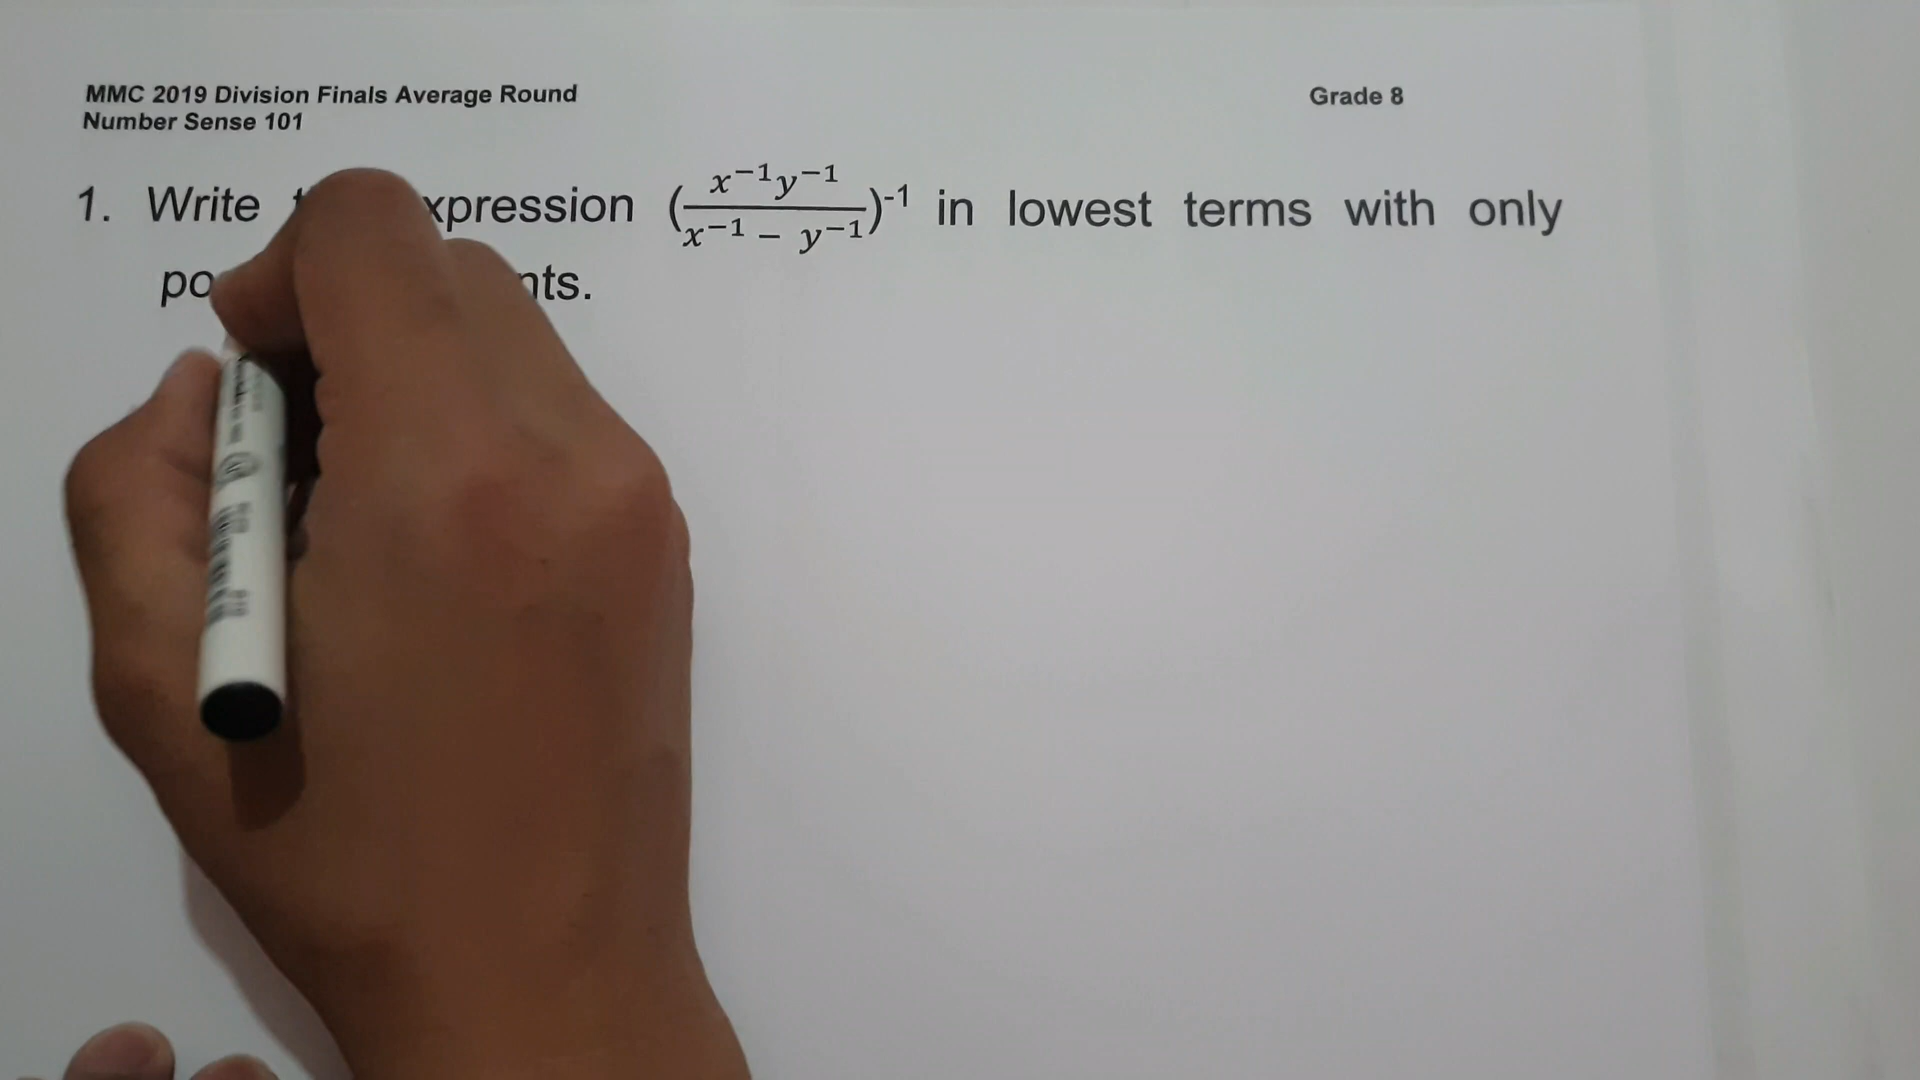 MMC 2019 Division Finals Average Round
Number Sense 101
Grade 8
1. Write xpression (x⁻¹y⁻¹ / x⁻¹ – y⁻¹)⁻¹ in lowest terms with only
po nts.